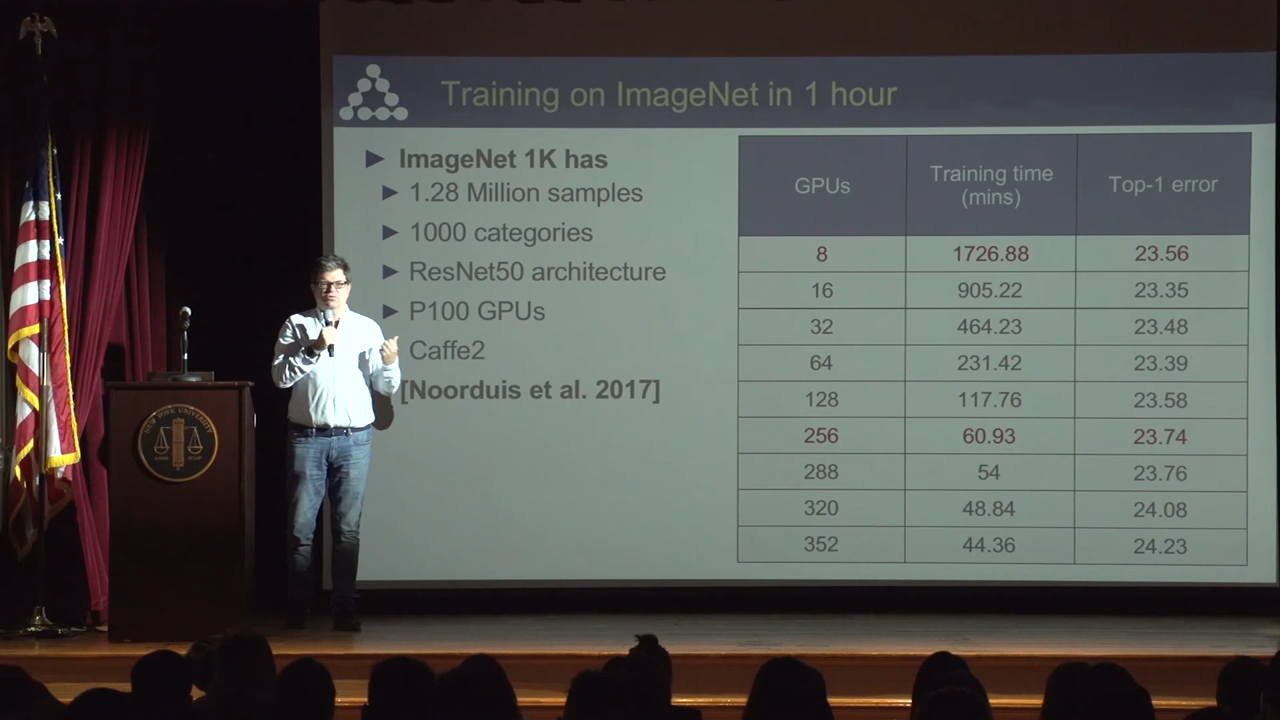 Training on ImageNet in 1 hour
ImageNet 1K has
1.28 Million samples
1000 categories
ResNet50 architecture
P100 GPUs
Caffe2
[Noorduis et al. 2017]
GPUs Training time (mins) Top-1 error
8 1726.88 23.56
16 905.22 23.35
32 464.23 23.48
64 231.42 23.39
128 117.76 23.58
256 60.93 23.74
288 54 23.76
320 48.84 24.08
352 44.36 24.23
NEW YORK UNIVERSITY